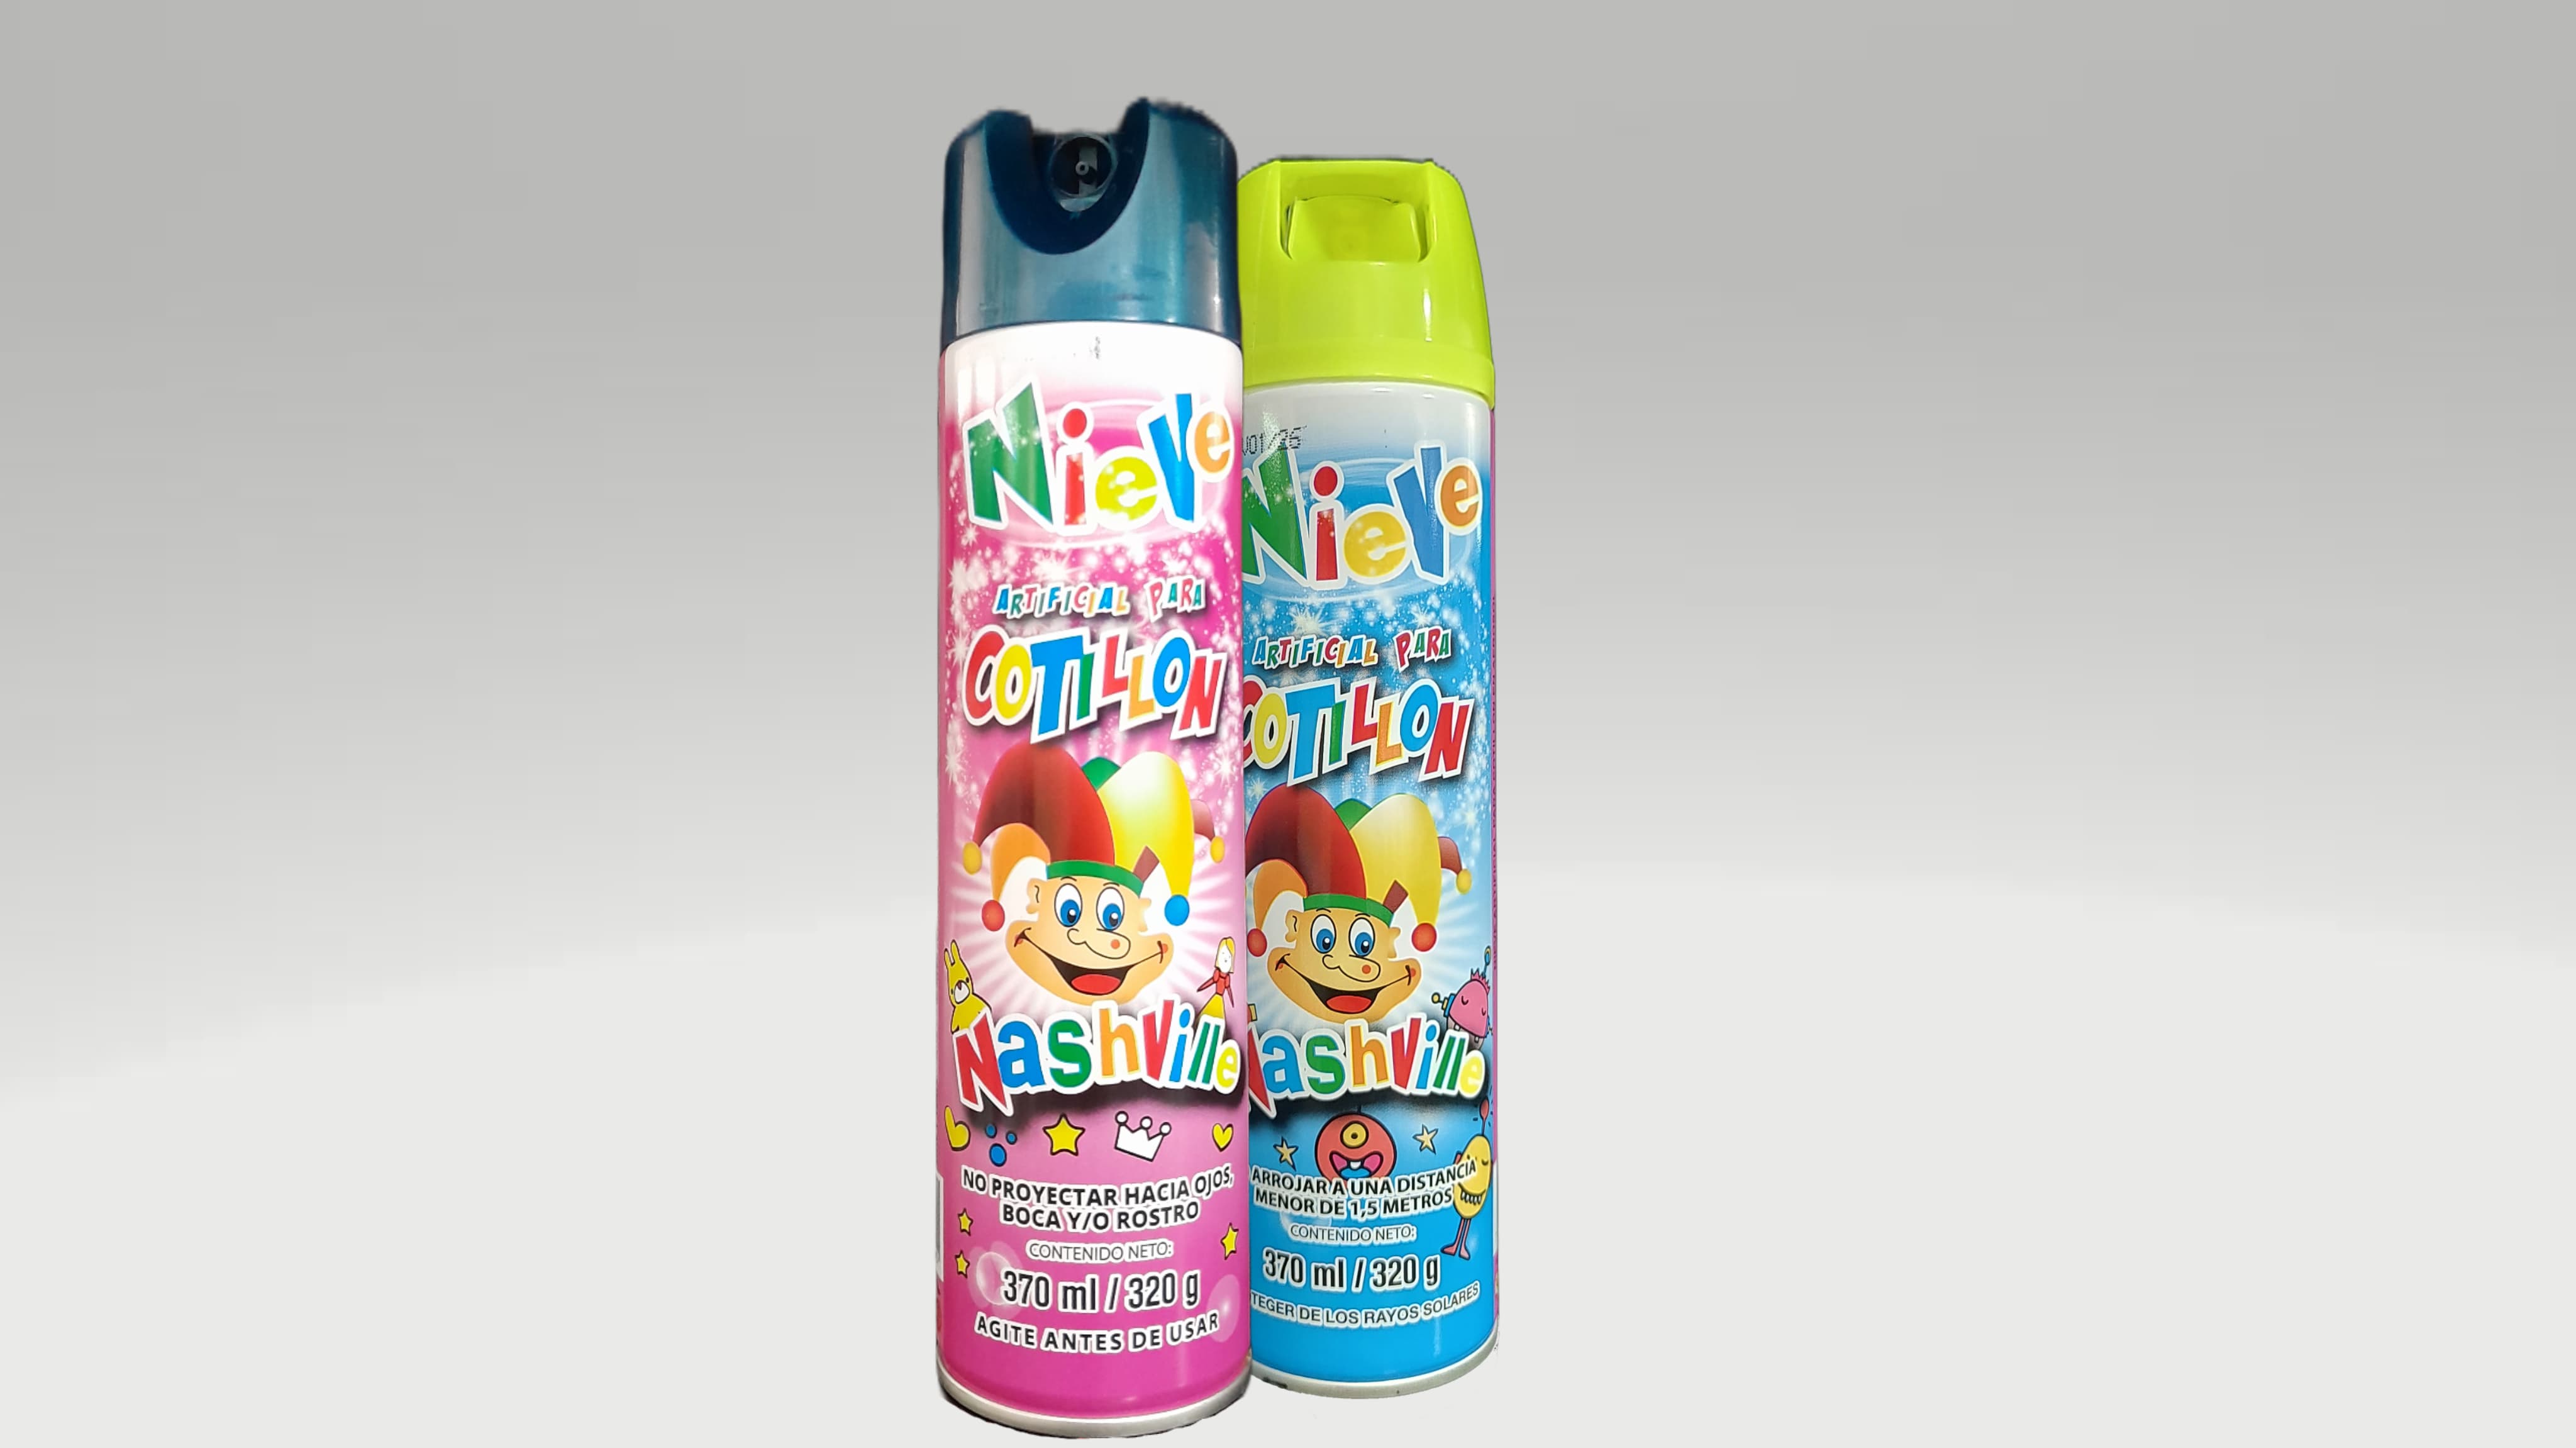 Nieve
ARTIFICIAL PARA
COTILLON
Nashville
NO PROYECTAR HACIA OJOS,
BOCA Y/O ROSTRO
CONTENIDO NETO:
370 ml / 320 g
AGITE ANTES DE USAR
V01/26
Nieve
ARTIFICIAL PARA
COTILLON
Nashville
ARROJAR A UNA DISTANCIA
MENOR DE 1,5 METROS
CONTENIDO NETO:
370 ml / 320 g
DE LOS RAYOS SOLARES